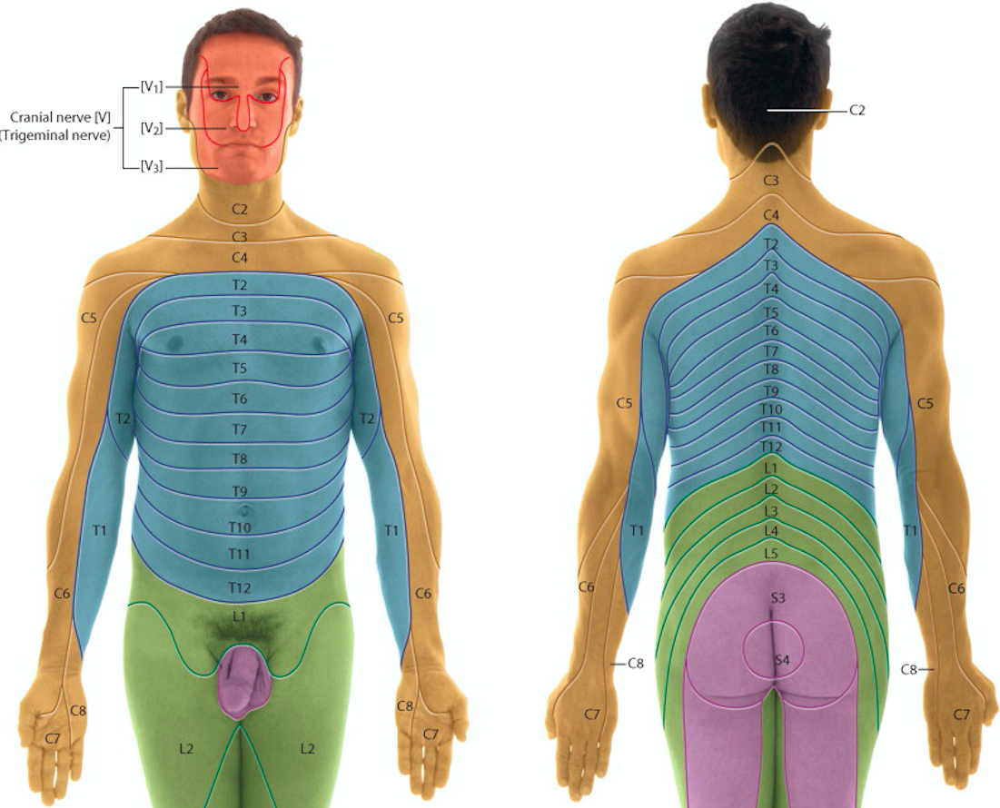 [V1]
Cranial nerve [V]
(Trigeminal nerve)
[V2]
[V3]
C2
C3
C4
T2
T3
T4
T5
T6
T7
T8
T9
T10
T11
T12
L1
L2
L2
C5
C5
T2
T2
T1
T1
C6
C6
C8
C8
C7
C7
C2
C3
C4
T2
T3
T4
T5
T6
T7
T8
T9
T10
T11
T12
L1
L2
L3
L4
L5
S3
S4
C5
C5
T1
T1
C6
C6
C8
C8
C7
C7